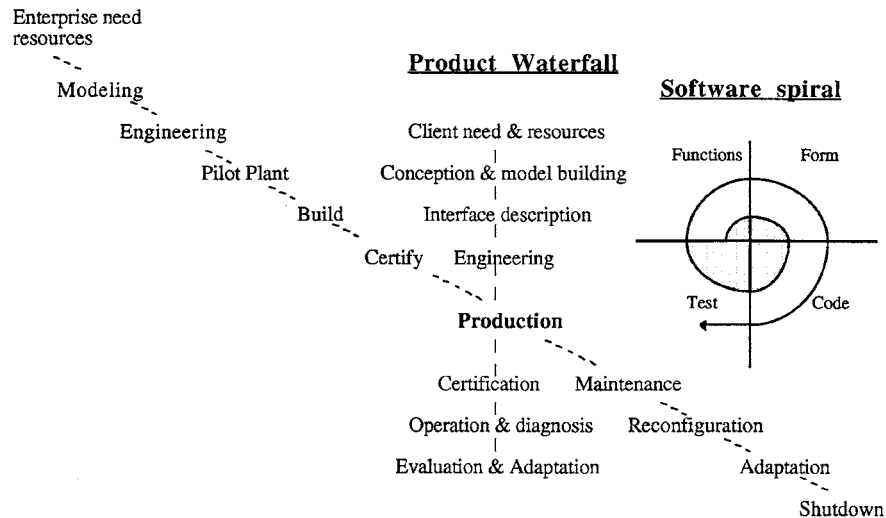 Enterprise need
resources
Product Waterfall
Software spiral
Modeling
Engineering
Client need & resources
Functions
Form
Pilot Plant
Conception & model building
Build
Interface description
Certify
Engineering
Test
Code
Production
Certification
Maintenance
Operation & diagnosis
Reconfiguration
Evaluation & Adaptation
Adaptation
Shutdown